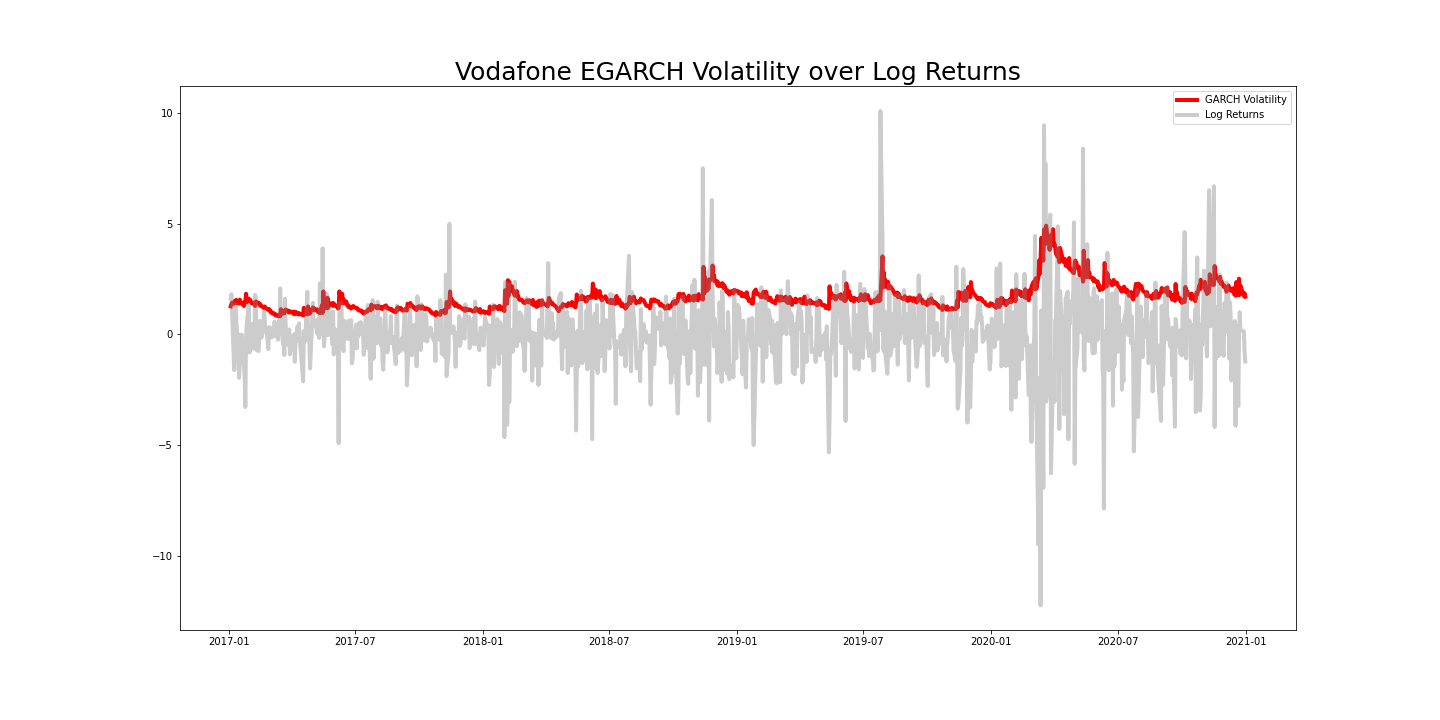 Vodafone EGARCH Volatility over Log Returns
GARCH Volatility
Log Returns
10
5
0
−5
−10
2017-01 2017-07 2018-01 2018-07 2019-01 2019-07 2020-01 2020-07 2021-01